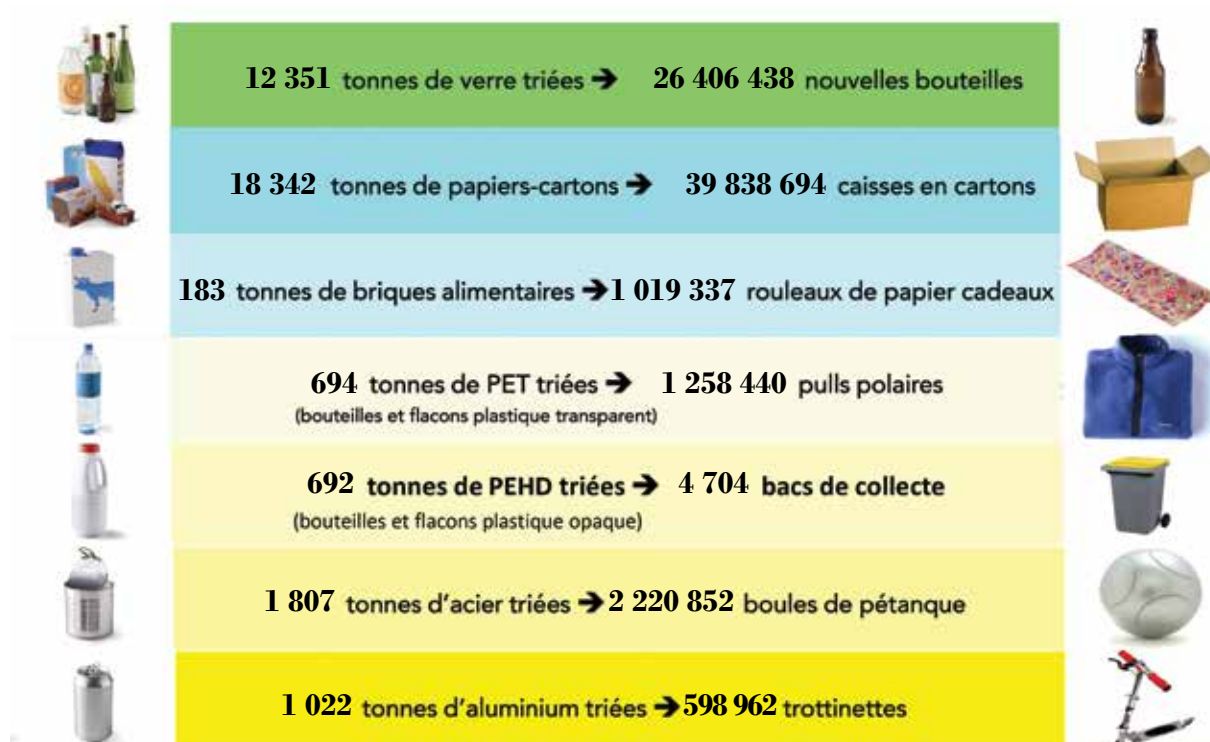 12 351 tonnes de verre triées ➔ 26 406 438 nouvelles bouteilles
18 342 tonnes de papiers-cartons ➔ 39 838 694 caisses en cartons
183 tonnes de briques alimentaires ➔ 1 019 337 rouleaux de papier cadeaux
694 tonnes de PET triées ➔ 1 258 440 pulls polaires
(bouteilles et flacons plastique transparent)
692 tonnes de PEHD triées ➔ 4 704 bacs de collecte
(bouteilles et flacons plastique opaque)
1 807 tonnes d'acier triées ➔ 2 220 852 boules de pétanque
1 022 tonnes d'aluminium triées ➔ 598 962 trottinettes